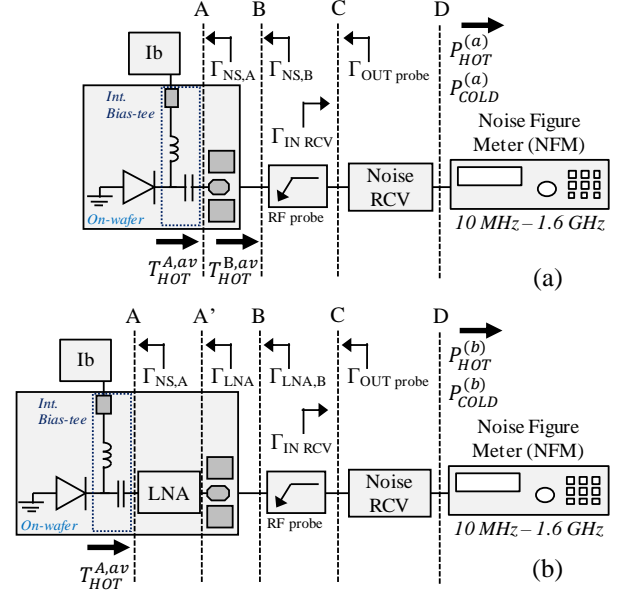 A B C D
Ib
Γ_NS,A Γ_NS,B Γ_OUT probe
P_HOT^(a)
P_COLD^(a)
Int.
Bias-tee
Γ_IN RCV
Noise Figure
Meter (NFM)
Noise
RCV
On-wafer
RF probe
10 MHz – 1.6 GHz
T_HOT^A,av T_HOT^B,av
(a)
A A’ B C D
Ib
Γ_NS,A Γ_LNA Γ_LNA,B Γ_OUT probe
P_HOT^(b)
P_COLD^(b)
Int.
Bias-tee
Γ_IN RCV
Noise Figure
Meter (NFM)
LNA
Noise
RCV
On-wafer
RF probe
10 MHz – 1.6 GHz
T_HOT^A,av
(b)